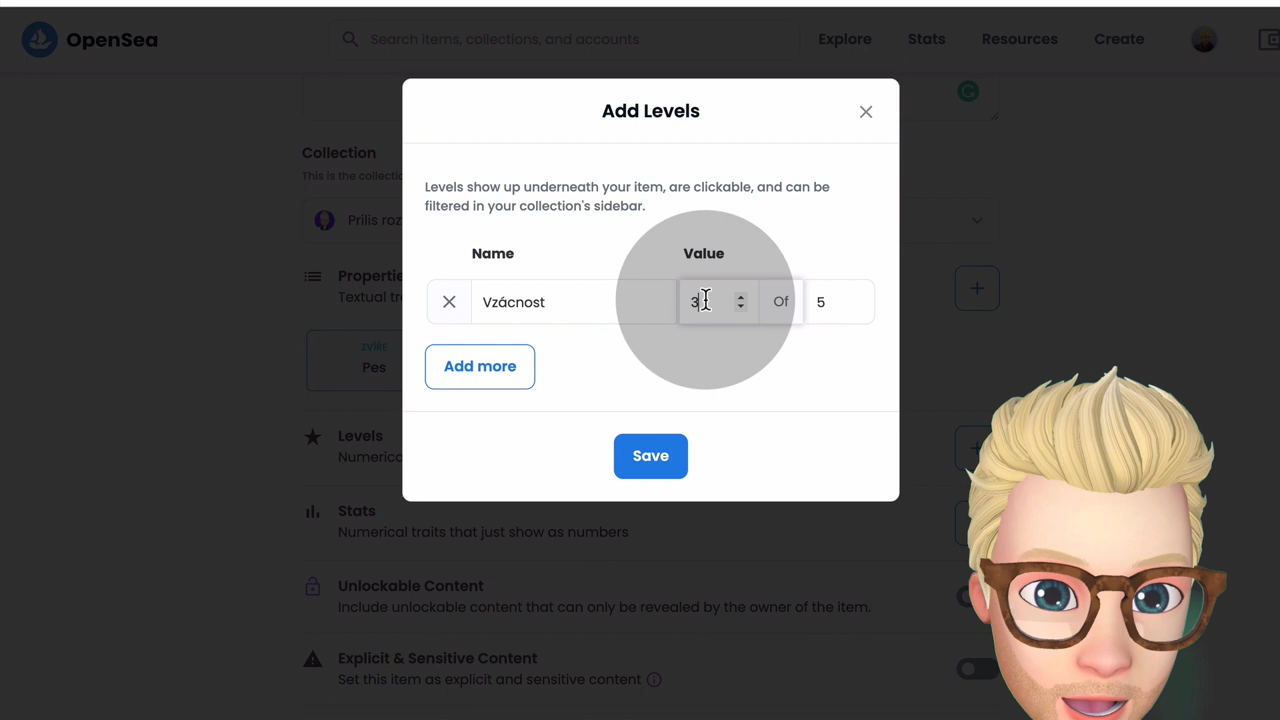 OpenSea
Search items, collections, and accounts
Explore
Stats
Resources
Create
Add Levels
Collection
This is the collectio
Levels show up underneath your item, are clickable, and can be
filtered in your collection's sidebar.
Prilis roz
Name
Value
Properti
Textual tr
Vzácnost
3
Of
5
ZVÍŘE
Pes
Add more
Levels
Numerica
Save
Stats
Numerical traits that just show as numbers
Unlockable Content
Include unlockable content that can only be revealed by the owner of the item.
Explicit & Sensitive Content
Set this item as explicit and sensitive content